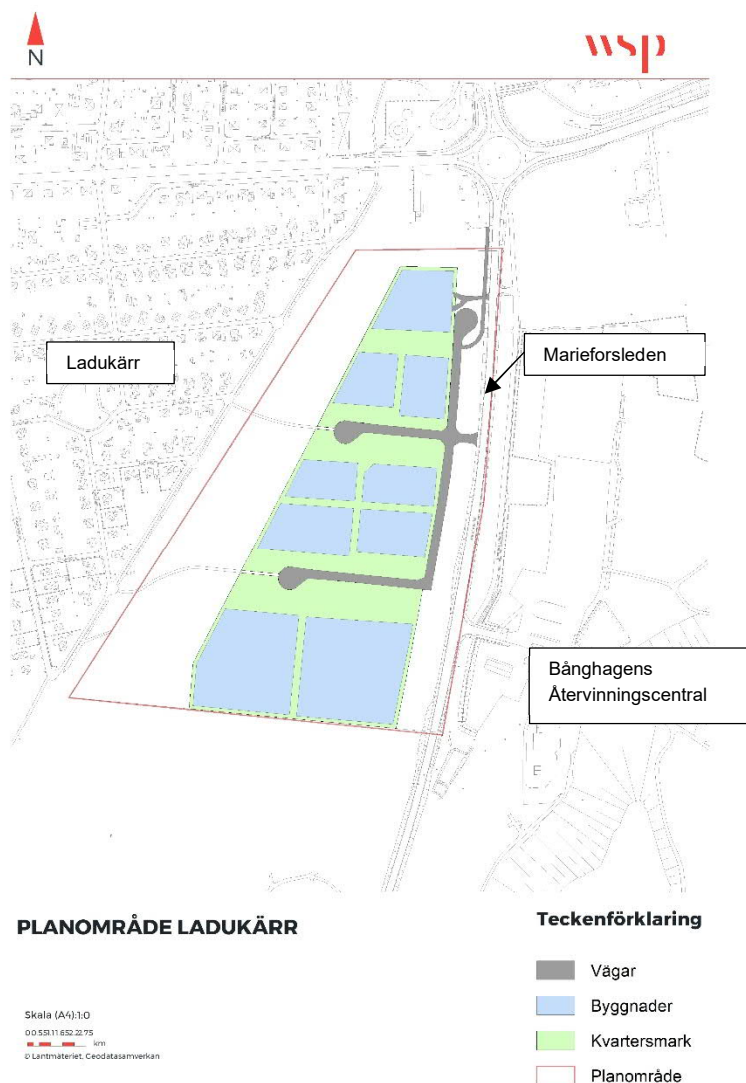 N
wsp
Ladukärr
Marieforsleden
Bånghagens
Återvinningscentral
E
PLANOMRÅDE LADUKÄRR
Teckenförklaring
Vägar
Byggnader
Kvartersmark
Planområde
Skala (A4):1:0
km
© Lantmäteriet, Geodatasamverkan